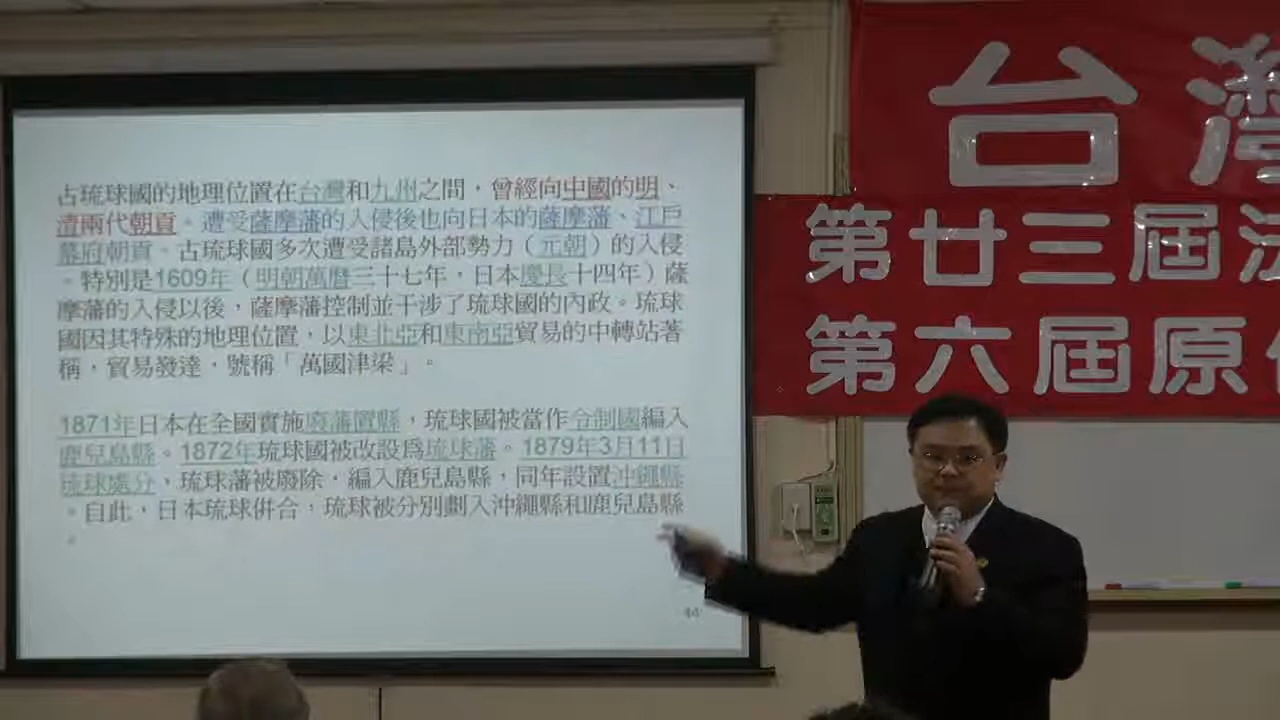 古琉球國的地理位置在台灣和九州之間，曾經向中國的明、
清兩代朝貢。遭受薩摩藩的入侵後也向日本的薩摩藩、江戶
幕府朝貢。古琉球國多次遭受諸島外部勢力（元朝）的入侵
。特別是1609年（明朝萬曆三十七年，日本慶長十四年）薩
摩藩的入侵以後，薩摩藩控制並干涉了琉球國的內政。琉球
國因其特殊的地理位置，以東北亞和東南亞貿易的中轉站著
稱，貿易發達，號稱「萬國津梁」。
1871年日本在全國實施廢藩置縣，琉球國被當作令制國編入
鹿兒島縣。1872年琉球國被改設為琉球藩。1879年3月11日
琉球處分，琉球藩被廢除，編入鹿兒島縣，同年設置沖繩縣
。自此，日本琉球併合，琉球被分別劃入沖繩縣和鹿兒島縣
。
台灣
第廿三屆法
第六屆原住